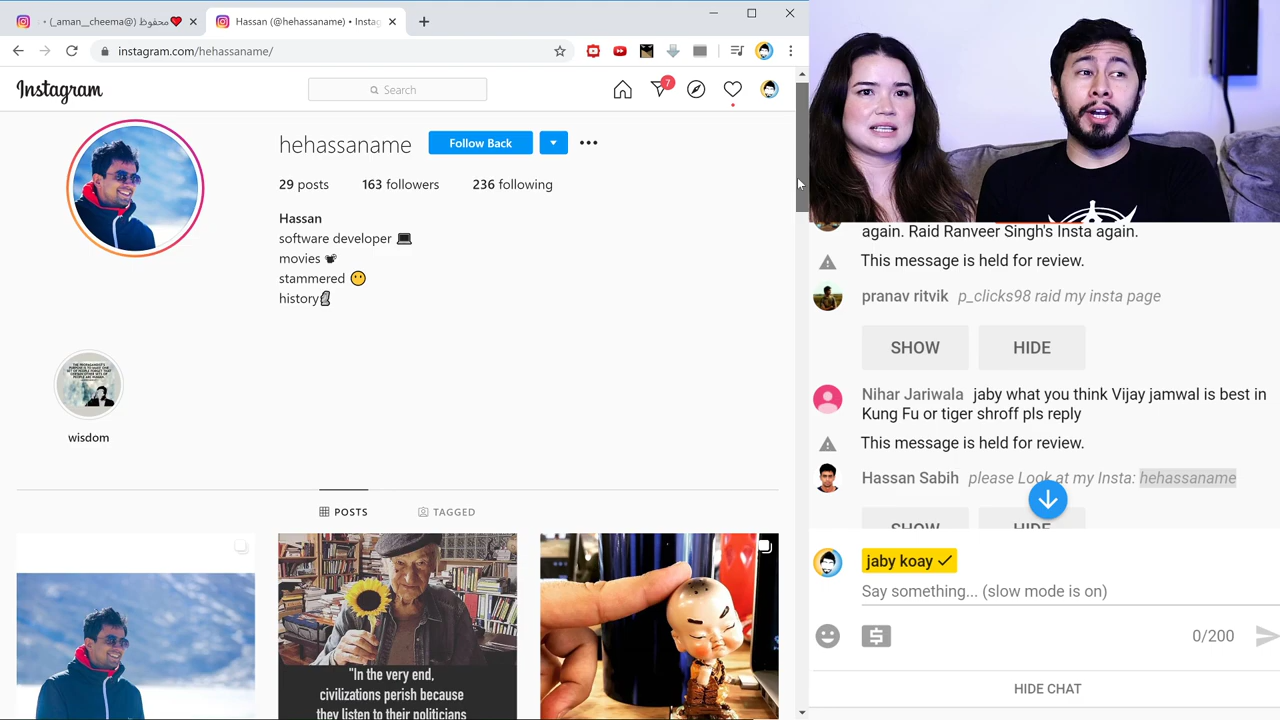 محفوظ (@aman__cheema_) •
Hassan (@hehassaname) • Instag
instagram.com/hehassaname/
Instagram
Search
7
hehassaname
Follow Back
29 posts 163 followers 236 following
Hassan
software developer
movies
stammered
history
wisdom
POSTS TAGGED
"In the very end,
civilizations perish because
they listen to their politicians
again. Raid Ranveer Singh's Insta again.
This message is held for review.
pranav ritvik p_clicks98 raid my insta page
SHOW HIDE
Nihar Jariwala jaby what you think Vijay jamwal is best in
Kung Fu or tiger shroff pls reply
This message is held for review.
Hassan Sabih please Look at my Insta: hehassaname
SHOW HIDE
jaby koay
Say something... (slow mode is on)
0/200
HIDE CHAT